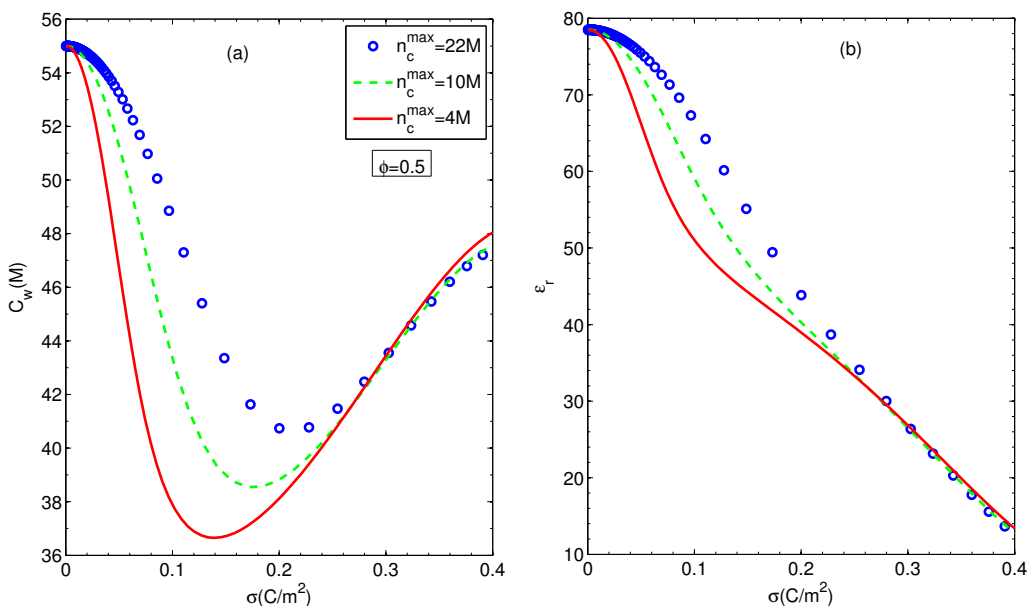 56
54
52
50
48
46
44
42
40
38
36
C_w (M)
0 0.1 0.2 0.3 0.4
σ(C/m²)
(a)
n_c^max=22M
n_c^max=10M
n_c^max=4M
ϕ=0.5
80
70
60
50
40
30
20
10
ε_r
0 0.1 0.2 0.3 0.4
σ(C/m²)
(b)